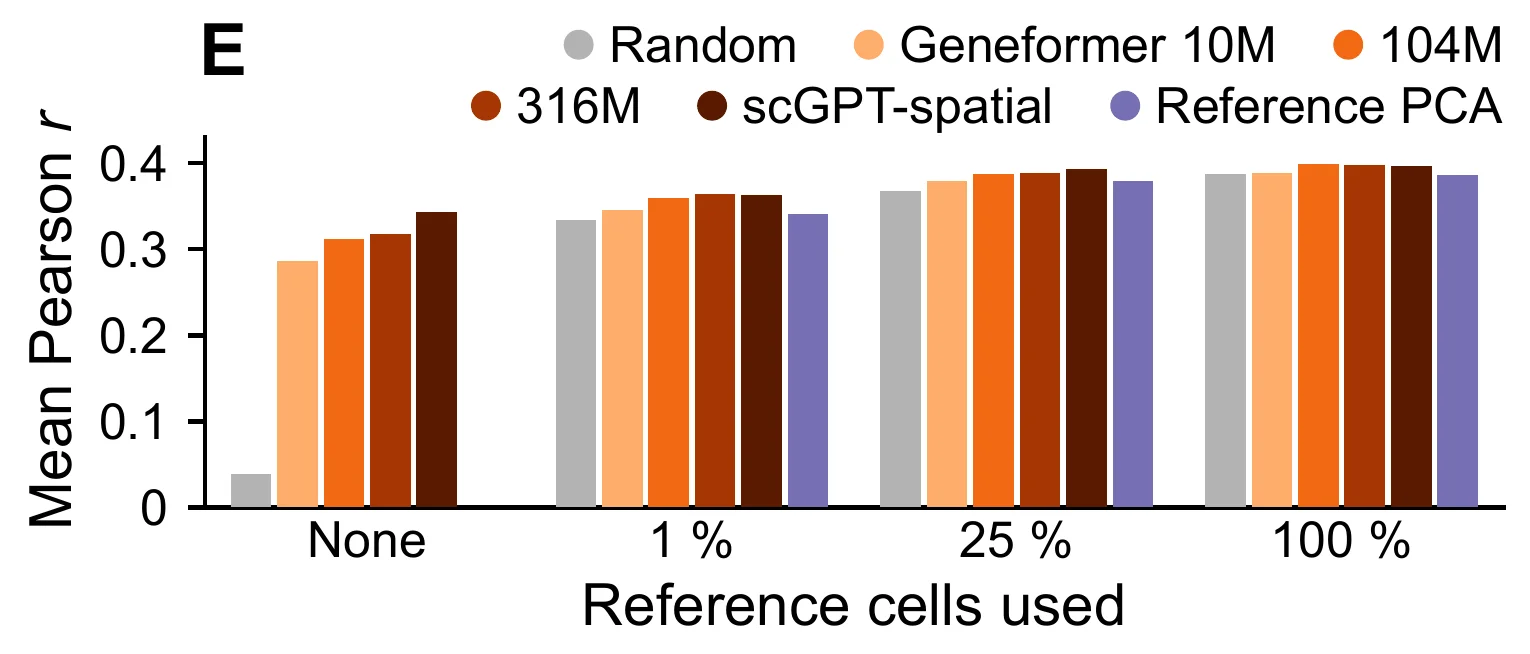 E
Random Geneformer 10M 104M
316M scGPT-spatial Reference PCA
Mean Pearson r
0.4
0.3
0.2
0.1
0
None 1 % 25 % 100 %
Reference cells used